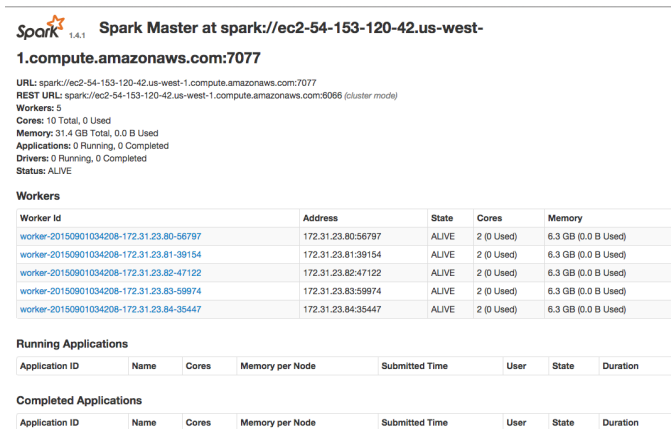 Spark 1.4.1 Spark Master at spark://ec2-54-153-120-42.us-west-
1.compute.amazonaws.com:7077
URL: spark://ec2-54-153-120-42.us-west-1.compute.amazonaws.com:7077
REST URL: spark://ec2-54-153-120-42.us-west-1.compute.amazonaws.com:6066 (cluster mode)
Workers: 5
Cores: 10 Total, 0 Used
Memory: 31.4 GB Total, 0.0 B Used
Applications: 0 Running, 0 Completed
Drivers: 0 Running, 0 Completed
Status: ALIVE
Workers
Worker Id Address State Cores Memory
worker-20150901034208-172.31.23.80-56797 172.31.23.80:56797 ALIVE 2 (0 Used) 6.3 GB (0.0 B Used)
worker-20150901034208-172.31.23.81-39154 172.31.23.81:39154 ALIVE 2 (0 Used) 6.3 GB (0.0 B Used)
worker-20150901034208-172.31.23.82-47122 172.31.23.82:47122 ALIVE 2 (0 Used) 6.3 GB (0.0 B Used)
worker-20150901034208-172.31.23.83-59974 172.31.23.83:59974 ALIVE 2 (0 Used) 6.3 GB (0.0 B Used)
worker-20150901034208-172.31.23.84-35447 172.31.23.84:35447 ALIVE 2 (0 Used) 6.3 GB (0.0 B Used)
Running Applications
Application ID Name Cores Memory per Node Submitted Time User State Duration
Completed Applications
Application ID Name Cores Memory per Node Submitted Time User State Duration